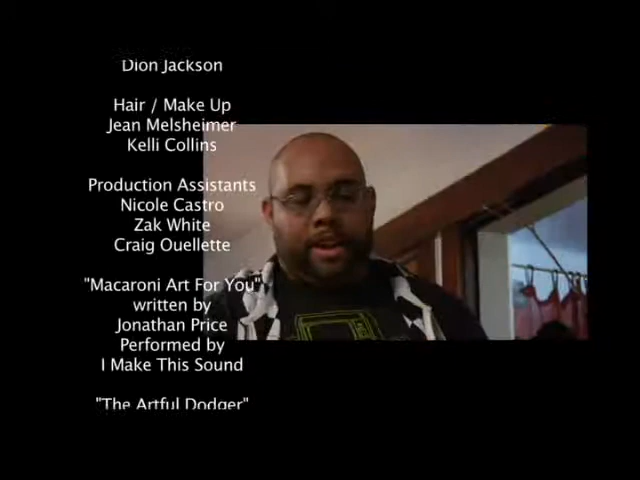 Dion Jackson
Hair / Make Up
Jean Melsheimer
Kelli Collins
Production Assistants
Nicole Castro
Zak White
Craig Ouellette
"Macaroni Art For You"
written by
Jonathan Price
Performed by
I Make This Sound
"The Artful Dodger"